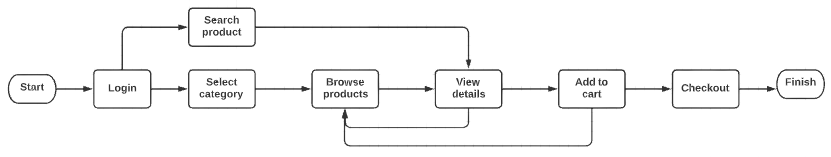 Search
product
Start
Login
Select
category
Browse
products
View
details
Add to
cart
Checkout
Finish